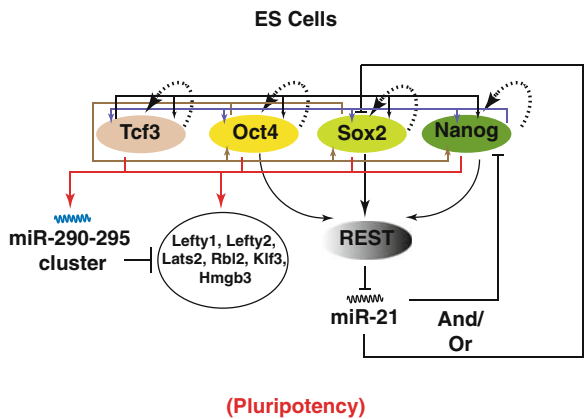 ES Cells
Tcf3
Oct4
Sox2
Nanog
miR-290-295
cluster
Lefty1, Lefty2,
Lats2, Rbl2, Klf3,
Hmgb3
REST
miR-21
And/
Or
(Pluripotency)